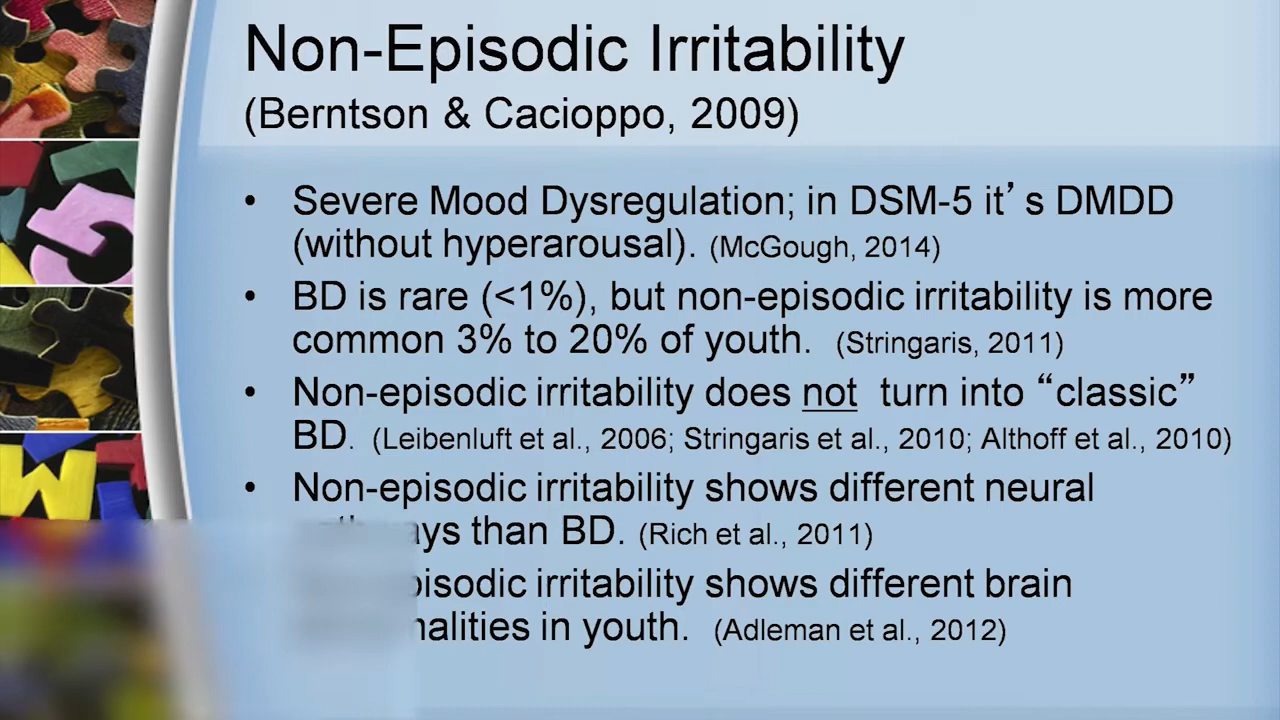 Non-Episodic Irritability
(Berntson & Cacioppo, 2009)
• Severe Mood Dysregulation; in DSM-5 it’s DMDD
(without hyperarousal). (McGough, 2014)
• BD is rare (<1%), but non-episodic irritability is more
common 3% to 20% of youth. (Stringaris, 2011)
• Non-episodic irritability does not turn into “classic”
BD. (Leibenluft et al., 2006; Stringaris et al., 2010; Althoff et al., 2010)
• Non-episodic irritability shows different neural
than BD. (Rich et al., 2011)
irritability shows different brain
in youth. (Adleman et al., 2012)